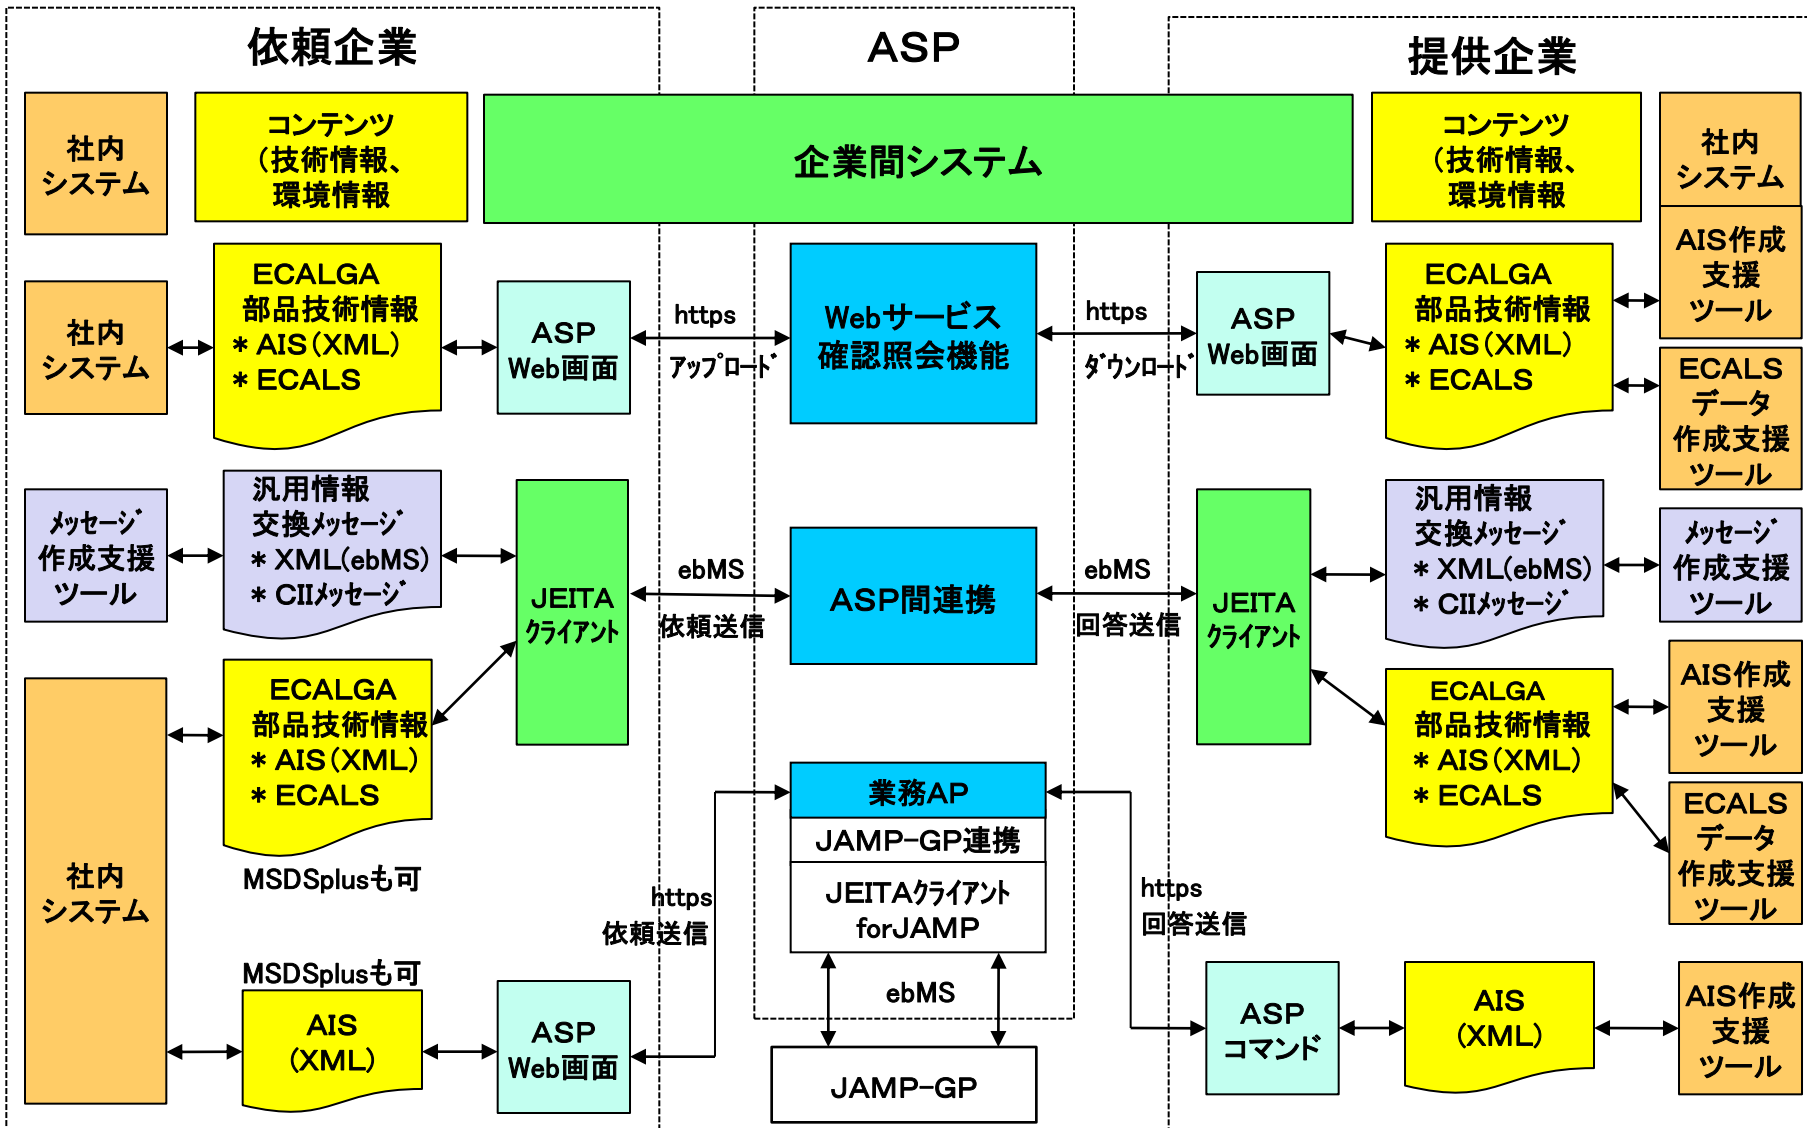 依頼企業
ASP
提供企業
社内
システム
コンテンツ
（技術情報、
環境情報
企業間システム
コンテンツ
（技術情報、
環境情報
社内
システム
社内
システム
ECALGA
部品技術情報
* AIS（XML）
* ECALS
ASP
Web画面
https
アップロード
Webサービス
確認照会機能
https
ダウンロード
ASP
Web画面
ECALGA
部品技術情報
* AIS（XML）
* ECALS
AIS作成
支援
ツール
ECALS
データ
作成支援
ツール
メッセージ
作成支援
ツール
汎用情報
交換メッセージ
* XML(ebMS)
* CIIメッセージ
JEITA
クライアント
ebMS
依頼送信
ASP間連携
ebMS
回答送信
JEITA
クライアント
汎用情報
交換メッセージ
* XML(ebMS)
* CIIメッセージ
メッセージ
作成支援
ツール
社内
システム
ECALGA
部品技術情報
* AIS（XML）
* ECALS
MSDSplusも可
業務AP
JAMP-GP連携
JEITAクライアント
forJAMP
ECALGA
部品技術情報
* AIS（XML）
* ECALS
AIS作成
支援
ツール
ECALS
データ
作成支援
ツール
https
依頼送信
https
回答送信
MSDSplusも可
AIS
(XML)
ASP
Web画面
ebMS
JAMP-GP
ASP
コマンド
AIS
(XML)
AIS作成
支援
ツール